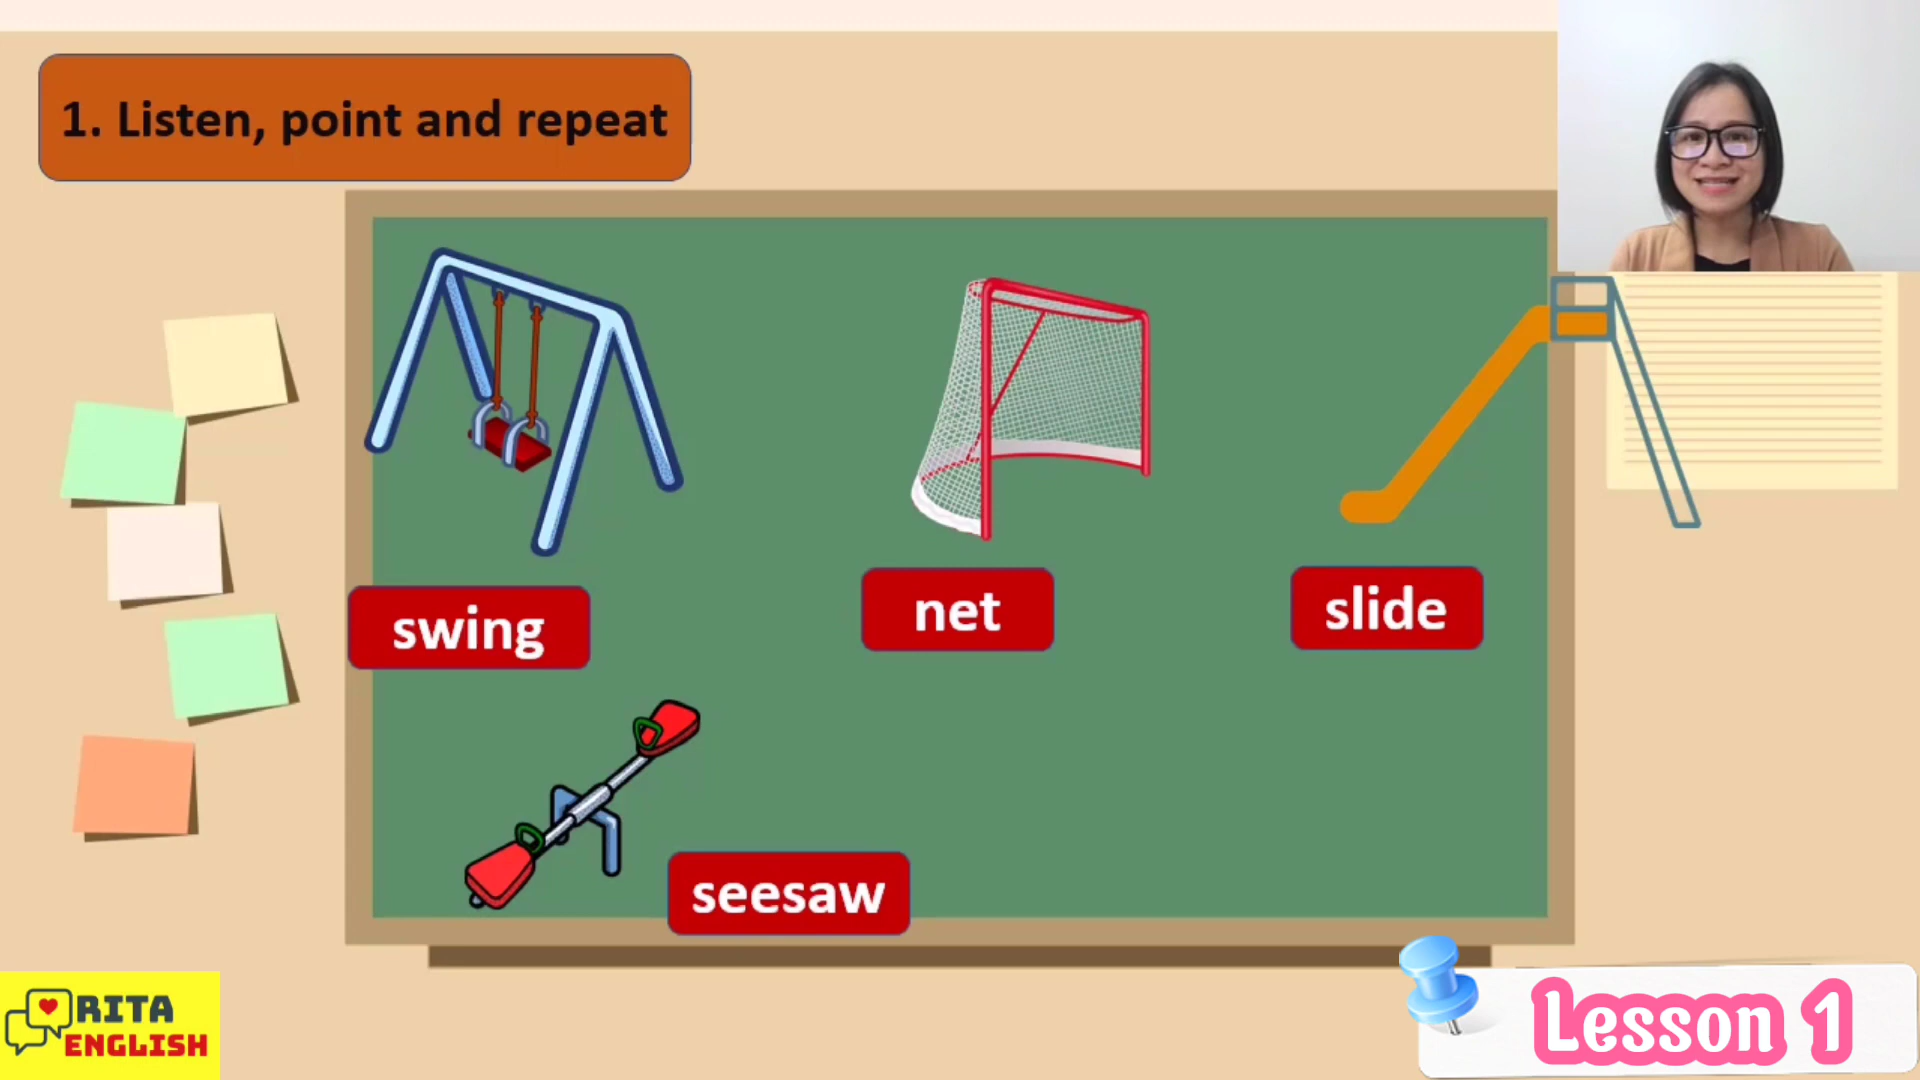 1. Listen, point and repeat
swing
net
slide
seesaw
RITA
ENGLISH
Lesson 1